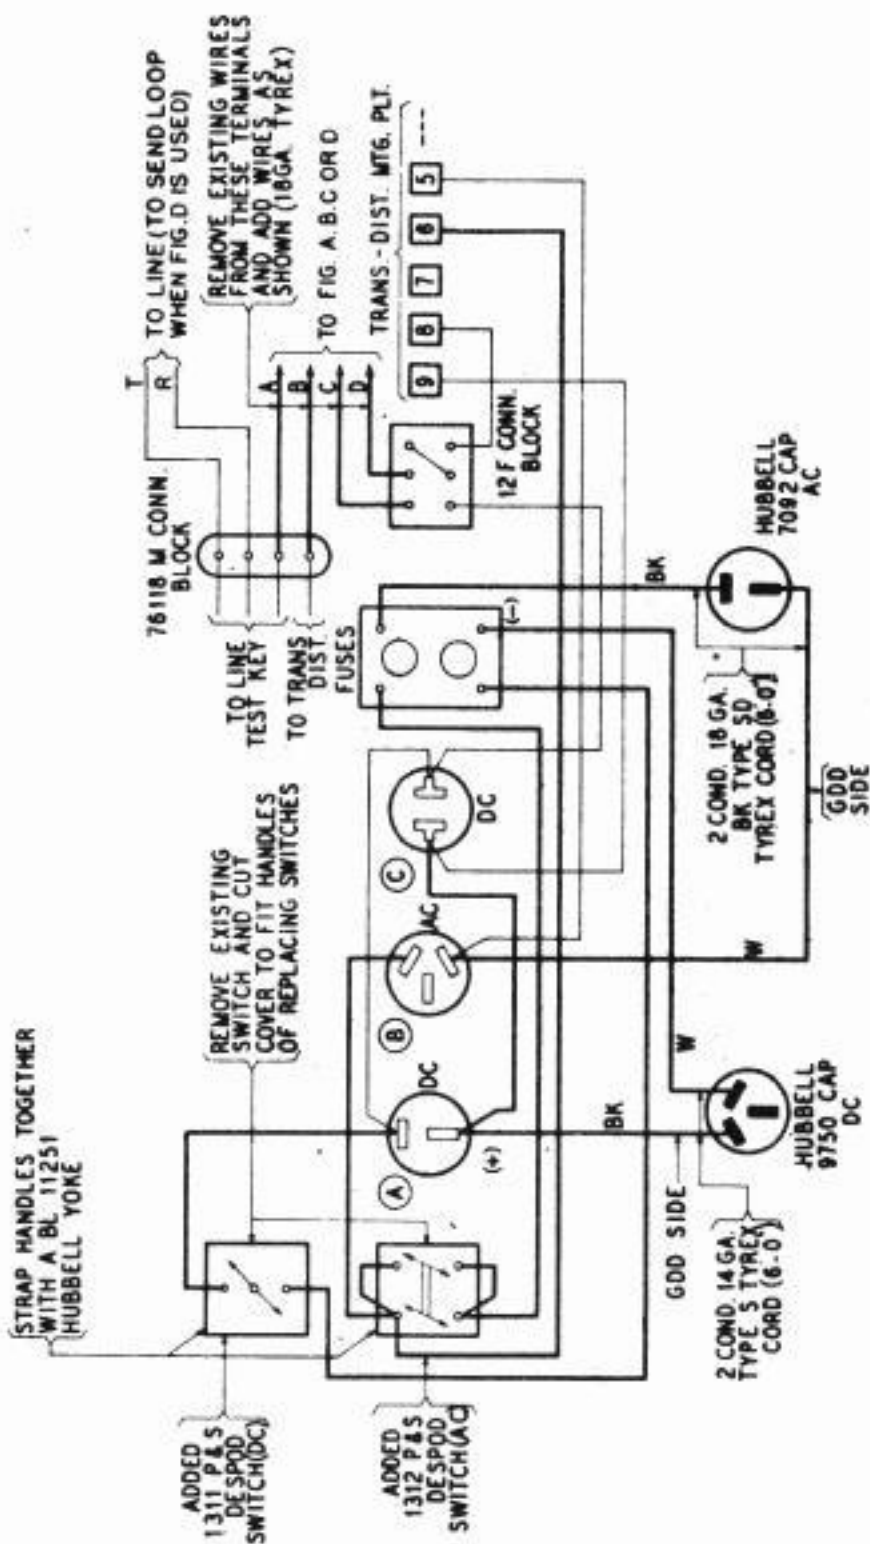 STRAP HANDLES TOGETHER
WITH A BL 11251
HUBBELL YOKE
ADDED
1311 P & S
DESPOD
SWITCH(DC)
ADDED
1312 P & S
DESPOD
SWITCH(AC)
REMOVE EXISTING
SWITCH AND CUT
COVER TO FIT HANDLES
OF REPLACING SWITCHES
76118 M CONN.
BLOCK
T
R
TO LINE (TO SEND LOOP
WHEN FIG. D IS USED)
REMOVE EXISTING WIRES
FROM THESE TERMINALS
AND ADD WIRES AS
SHOWN (18GA. TYREX)
A
B
C
D
TO FIG. A. B. C OR D
TO LINE
TEST KEY
TO TRANS
DIST.
FUSES
(-)
12 F CONN.
BLOCK
TRANS.- DIST. MTG. PLT.
9
8
7
6
5
---
A
DC
(+)
B
AC
C
DC
BK
W
W
BK
GDD SIDE
2 COND. 14 GA.
TYPE S TYREX
CORD (6-0)
HUBBELL
9750 CAP
DC
2 COND. 18 GA.
BK TYPE SD
TYREX CORD (6-0)
GDD
SIDE
HUBBELL
7092 CAP
AC